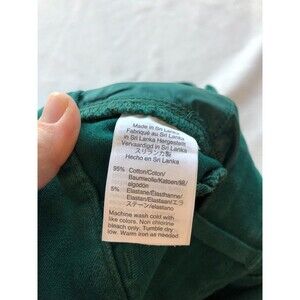 Made in Sri Lanka
Fabriqué au Sri Lanka
In Sri Lanka Hergestellt
Vervaardigd in Sri Lanka
スリランカ製
Hecho en Sri Lanka
95% Cotton/Coton/
Baumwolle/Katoen/綿/
algodón
5% Elastane/Élasthanne/
Elastan/Elastaan/エラ
ステーン/elastano
Machine wash cold with
like colors. Non chlorine
bleach only. Tumble dry
low. Warm iron as needed.